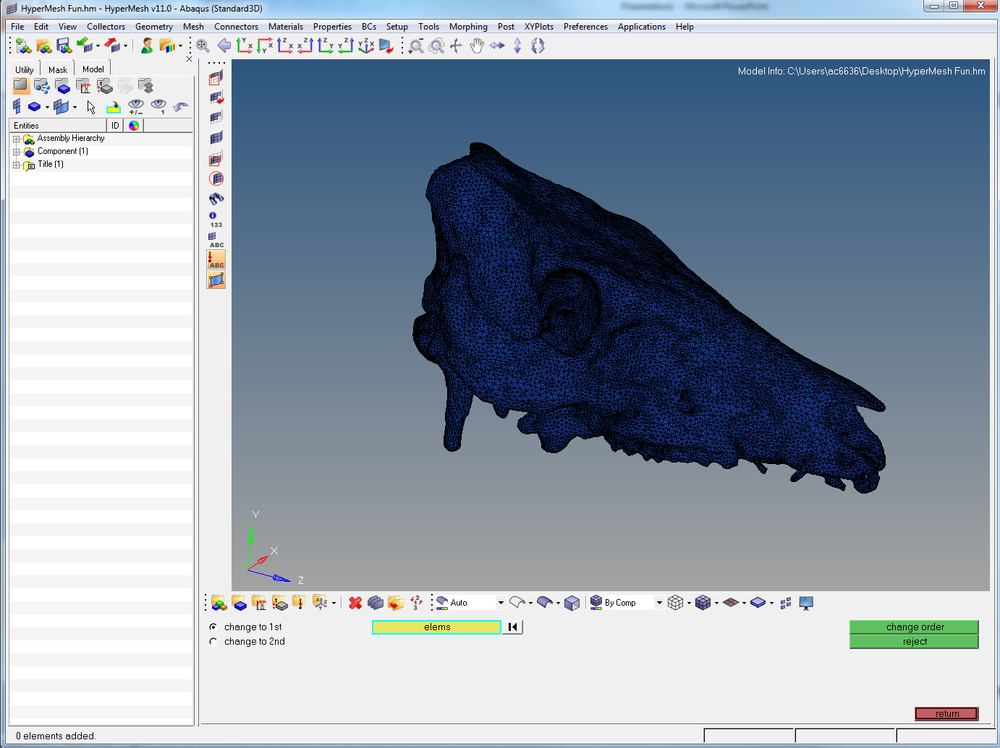 HyperMesh Fun.hm - HyperMesh v11.0 - Abaqus (Standard3D)
File Edit View Collectors Geometry Mesh Connectors Materials Properties BCs Setup Tools Morphing Post XYPlots Preferences Applications Help
Utility Mask Model
Model Info: C:\Users\ac6636\Desktop\HyperMesh Fun.hm
Entities ID
Assembly Hierarchy
Component (1)
Title (1)
123
ABC
ABC
Y
X
Z
Auto
By Comp
change to 1st
elems
change order
change to 2nd
reject
return
0 elements added.